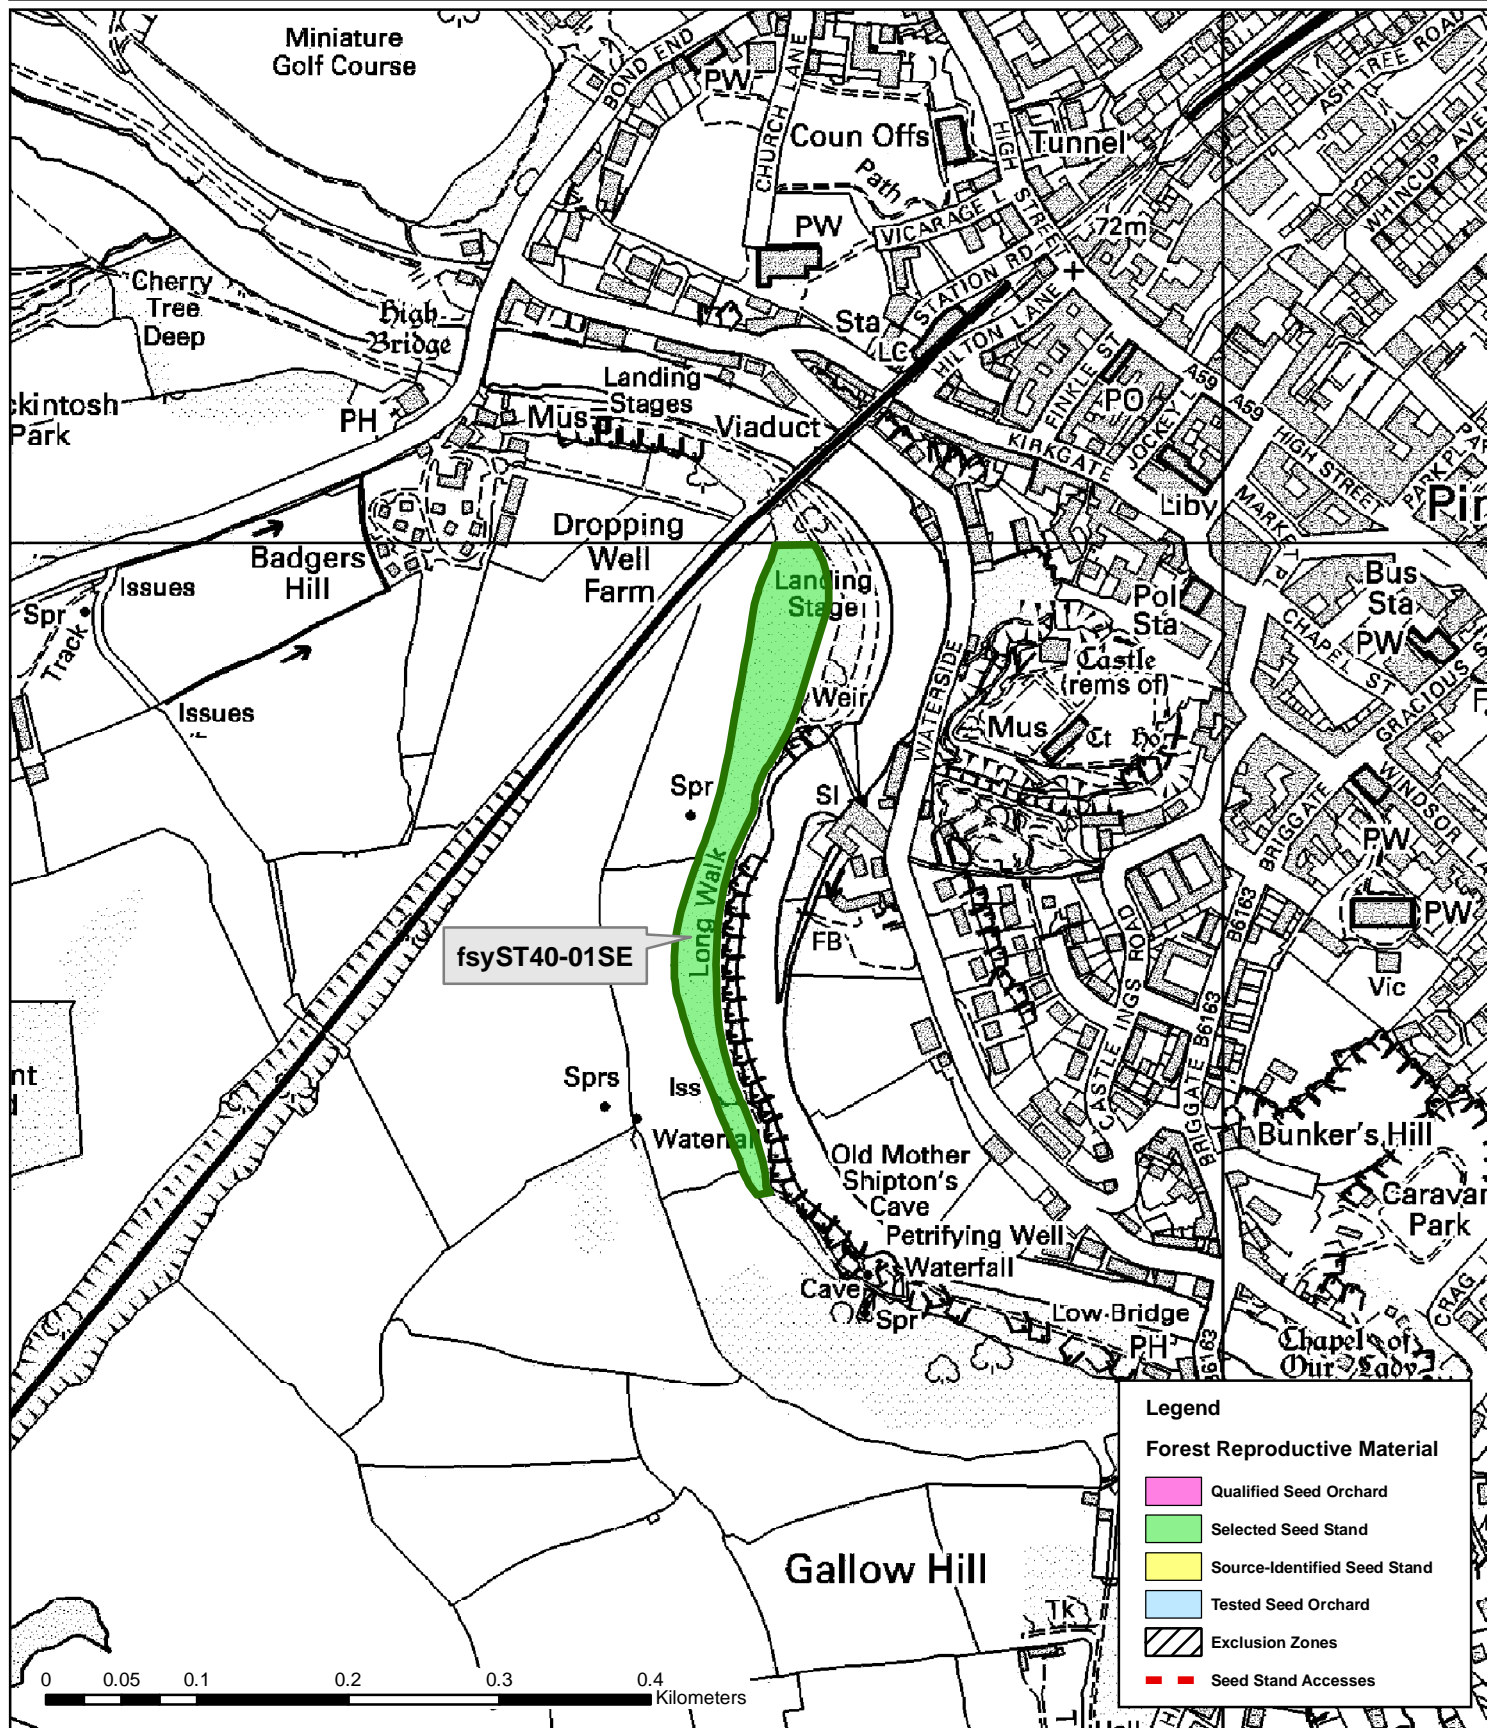 Miniature
Golf Course
BOND END
PW
CHURCH LANE
Coun Offs
Path
HIGH STREET
Tunnel
ASH TREE ROAD
WHINCUP AVE
PW
VICARAGE L
72m
STATION RD
Cherry
Tree
Deep
High
Bridge
Sta
LC
HILTON LANE
Landing
Stages
FINKLE ST
A59
PO
JOCKEY L
A59
ckintosh
Park
PH
Mus
Viaduct
KIRKGATE
HIGH STREET
PARK PL
Liby
MARKET P
Pin
Dropping
Well
Farm
Badgers
Hill
Issues
Spr
Track
Issues
Landing
Stage
Pol
Sta
Bus
Sta
CHAPEL ST
PW
GRACIOUS S
Castle
(rems of)
Weir
WATERSIDE
Mus
Ct Ho
Spr
Sl
BRIGGATE
WINDSOR LA
PW
Long Walk
fsyST40-01SE
FB
PW
B6163
Vic
CASTLE INGS ROAD
BRIGGATE B6163
nt
Sprs
Iss
Waterfall
Old Mother
Shipton's
Cave
Bunker's Hill
Caravan
Park
Petrifying Well
Waterfall
Cave
Spr
Low Bridge
PH
B6163
CRAG
Chapel of
Our Lady
Gallow Hill
Tk
Legend
Forest Reproductive Material
Qualified Seed Orchard
Selected Seed Stand
Source-Identified Seed Stand
Tested Seed Orchard
Exclusion Zones
Seed Stand Accesses
0 0.05 0.1 0.2 0.3 0.4
Kilometers